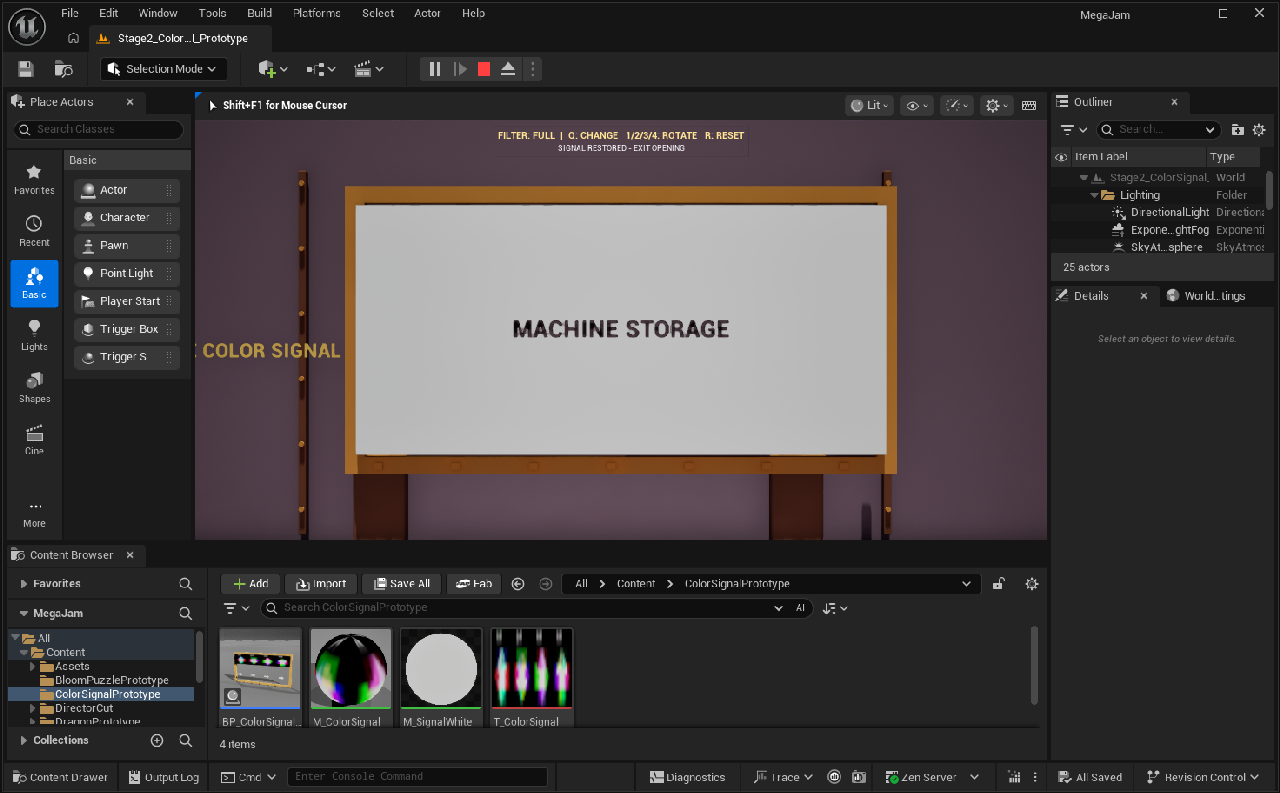 File Edit Window Tools Build Platforms Select Actor Help
MegaJam
Stage2_Color...l_Prototype
Selection Mode
Place Actors
Search Classes
Favorites
Recent
Basic
Lights
Shapes
Cine
More
Basic
Actor
Character
Pawn
Point Light
Player Start
Trigger Box
Trigger S
Shift+F1 for Mouse Cursor
Lit
FILTER: FULL | Q: CHANGE 1/2/3/4: ROTATE R: RESET
SIGNAL RESTORED - EXIT OPENING
COLOR SIGNAL
MACHINE STORAGE
Outliner
Search...
Item Label Type
Stage2_ColorSignal_ World
Lighting Folder
DirectionalLight Directiona
Expone...ghtFog Exponenti
SkyAt...sphere SkyAtmos
25 actors
Details
World...tings
Select an object to view details.
Content Browser
Favorites
MegaJam
All
Content
Assets
BloomPuzzlePrototype
ColorSignalPrototype
DirectorCut
DragonPrototype
Collections
Add
Import
Save All
Fab
All > Content > ColorSignalPrototype
Search ColorSignalPrototype
AI
BP_ColorSignal...
M_ColorSignal
M_SignalWhite
T_ColorSignal
4 items
Content Drawer
Output Log
Cmd
Enter Console Command
Diagnostics
Trace
Zen Server
All Saved
Revision Control